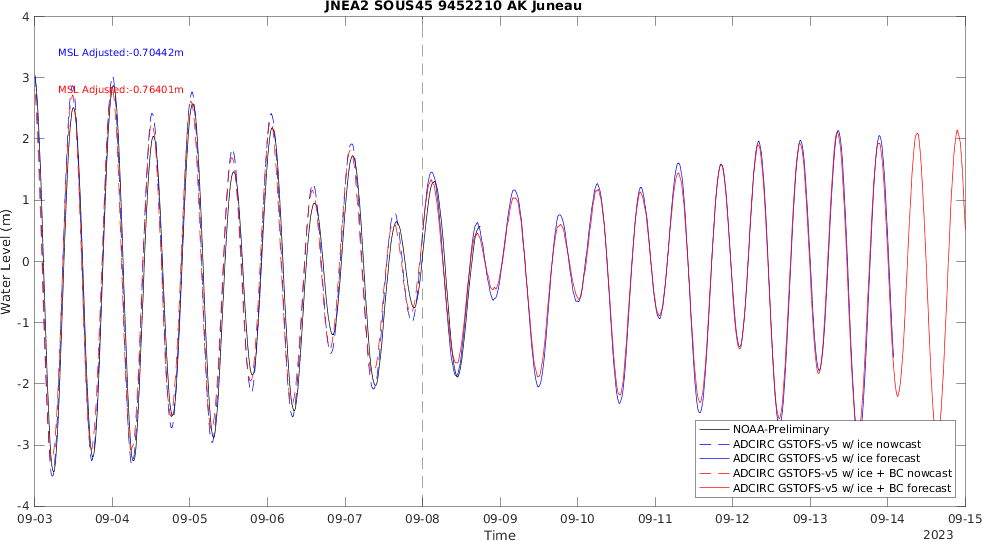 JNEA2 SOUS45 9452210 AK Juneau
MSL Adjusted:-0.70442m
MSL Adjusted:-0.76401m
Water Level (m)
4
3
2
1
0
-1
-2
-3
-4
NOAA-Preliminary
ADCIRC GSTOFS-v5 w/ ice nowcast
ADCIRC GSTOFS-v5 w/ ice forecast
ADCIRC GSTOFS-v5 w/ ice + BC nowcast
ADCIRC GSTOFS-v5 w/ ice + BC forecast
09-03 09-04 09-05 09-06 09-07 09-08 09-09 09-10 09-11 09-12 09-13 09-14 09-15
Time
2023